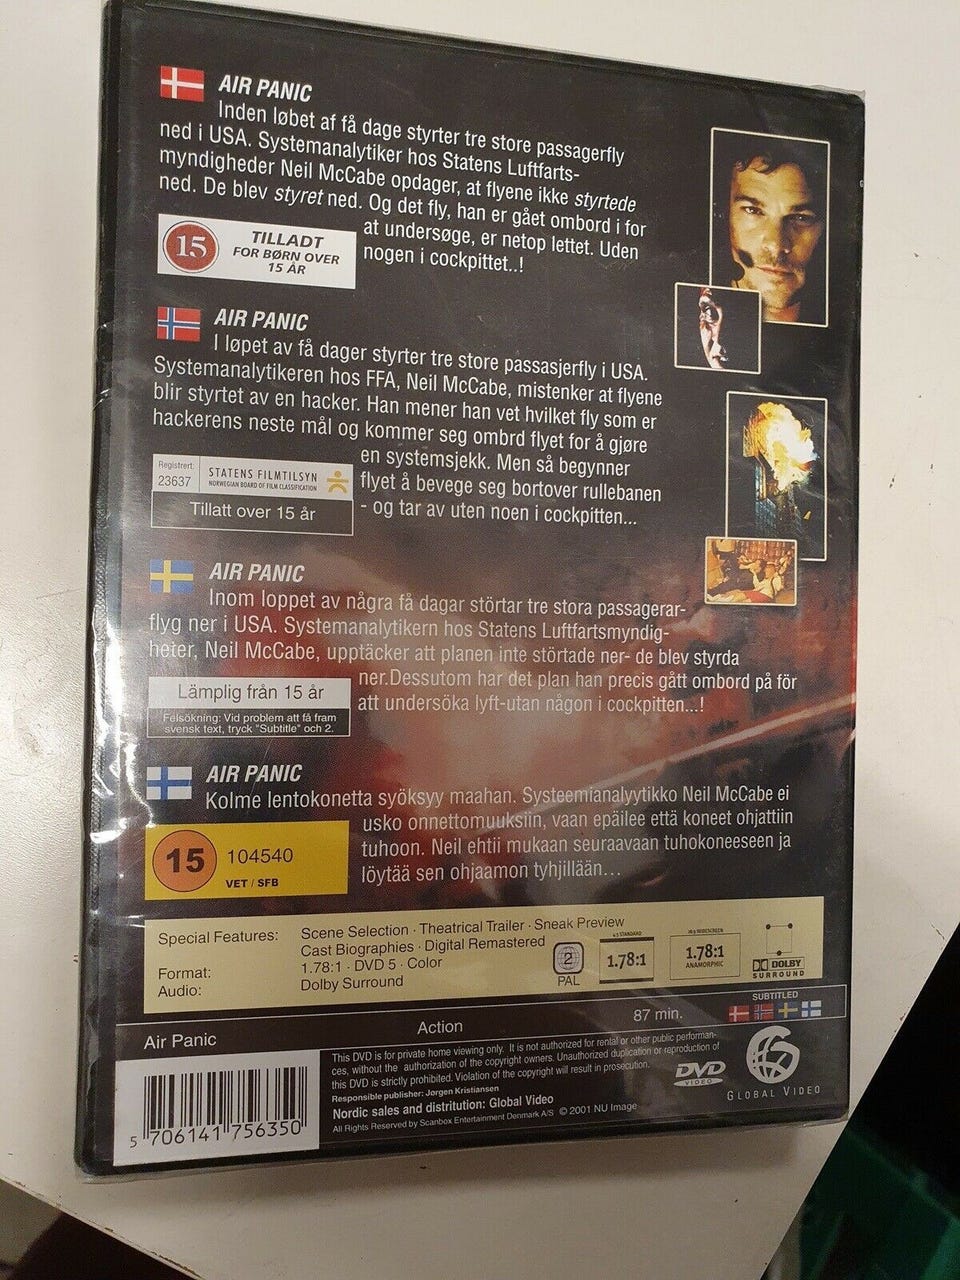 AIR PANIC
Inden løbet af få dage styrter tre store passagerfly
ned i USA. Systemanalytiker hos Statens Luftfarts-
myndigheder Neil McCabe opdager, at flyene ikke styrtede
ned. De blev styret ned. Og det fly, han er gået ombord i for
at undersøge, er netop lettet. Uden
nogen i cockpittet..!
15
TILLADT
FOR BØRN OVER
15 ÅR
AIR PANIC
I løpet av få dager styrter tre store passasjerfly i USA.
Systemanalytikeren hos FFA, Neil McCabe, mistenker at flyene
blir styrtet av en hacker. Han mener han vet hvilket fly som er
hackerens neste mål og kommer seg ombrd flyet for å gjøre
en systemsjekk. Men så begynner
flyet å bevege seg bortover rullebanen
- og tar av uten noen i cockpitten...
Registrert:
23637
STATENS FILMTILSYN
NORWEGIAN BOARD OF FILM CLASSIFICATION
Tillatt over 15 år
AIR PANIC
Inom loppet av några få dagar störtar tre stora passagerar-
flyg ner i USA. Systemanalytikern hos Statens Luftfartsmyndig-
heter, Neil McCabe, upptäcker att planen inte störtade ner- de blev styrda
ner.Dessutom har det plan han precis gått ombord på för
att undersöka lyft-utan någon i cockpitten...!
Lämplig från 15 år
Felsökning: Vid problem att få fram
svensk text, tryck "Subtitle" och 2.
AIR PANIC
Kolme lentokonetta syöksyy maahan. Systeemianalyytikko Neil McCabe ei
usko onnettomuuksiin, vaan epäilee että koneet ohjattiin
tuhoon. Neil ehtii mukaan seuraavaan tuhokoneeseen ja
löytää sen ohjaamon tyhjillään...
15
104540
VET / SFB
Special Features: Scene Selection · Theatrical Trailer · Sneak Preview
Cast Biographies · Digital Remastered
Format: 1.78:1 · DVD 5 · Color
Audio: Dolby Surround
2
PAL
4:3 STANDARD
1.78:1
16:9 WIDESCREEN
1.78:1
ANAMORPHIC
DOLBY
SURROUND
Air Panic
Action
87 min.
SUBTITLED
This DVD is for private home viewing only. It is not authorized for rental or other public performan-
ces, without the authorization of the copyright owners. Unauthorized duplication or reproduction of
this DVD is strictly prohibited. Violation of the copyright will result in prosecution.
Responsible publisher: Jørgen Kristiansen
Nordic sales and distribution: Global Video
All Rights Reserved by Scanbox Entertainment Denmark A/S © 2001 NU Image
DVD
VIDEO
GLOBAL VIDEO
5 706141 756350